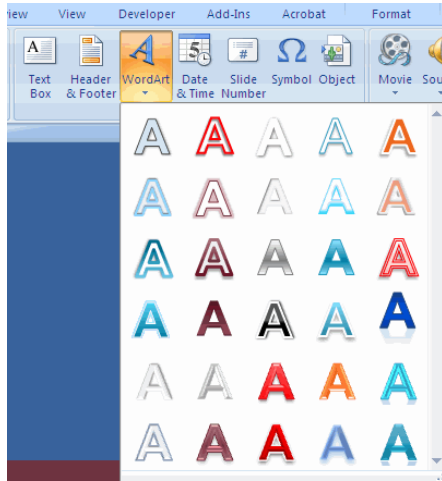 view View Developer Add-Ins Acrobat Format
A 5 # Ω
Text Header WordArt Date Slide Symbol Object Movie Sou
Box & Footer & Time Number
A A A A A
A A A A A
A A A A A
A A A A A
A A A A A
A A A A A